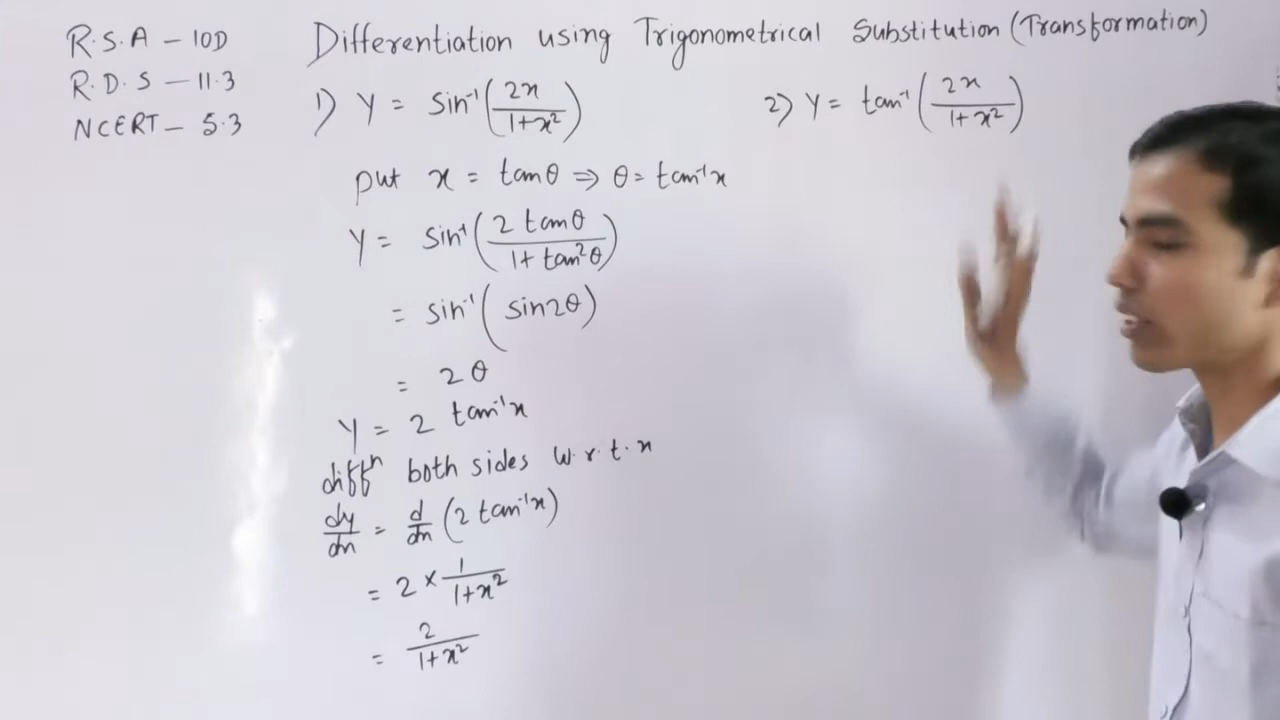 R.S.A - 10D
R.D.S - 11.3
NCERT - 5.3
Differentiation using Trigonometrical Substitution (Transformation)
1) y = sin⁻¹(2x/1+x²)
put x = tanθ ⇒ θ = tan⁻¹x
y = sin⁻¹(2 tanθ/1+tan²θ)
= sin⁻¹(sin2θ)
= 2θ
y = 2 tan⁻¹x
diffⁿ both sides w.r.t. x
dy/dx = d/dx (2 tan⁻¹x)
= 2 × 1/1+x²
= 2/1+x²
2) y = tan⁻¹(2x/1+x²)